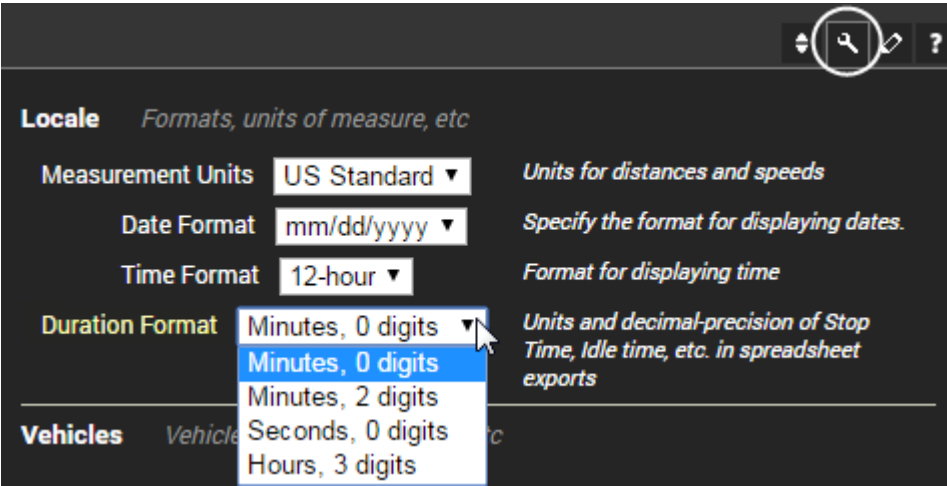 ?
Locale Formats, units of measure, etc
Measurement Units US Standard Units for distances and speeds
Date Format mm/dd/yyyy Specify the format for displaying dates.
Time Format 12-hour Format for displaying time
Duration Format Minutes, 0 digits Units and decimal-precision of Stop
Minutes, 0 digits Time, Idle time, etc. in spreadsheet
exports
Minutes, 2 digits
Vehicles Seconds, 0 digits
Hours, 3 digits